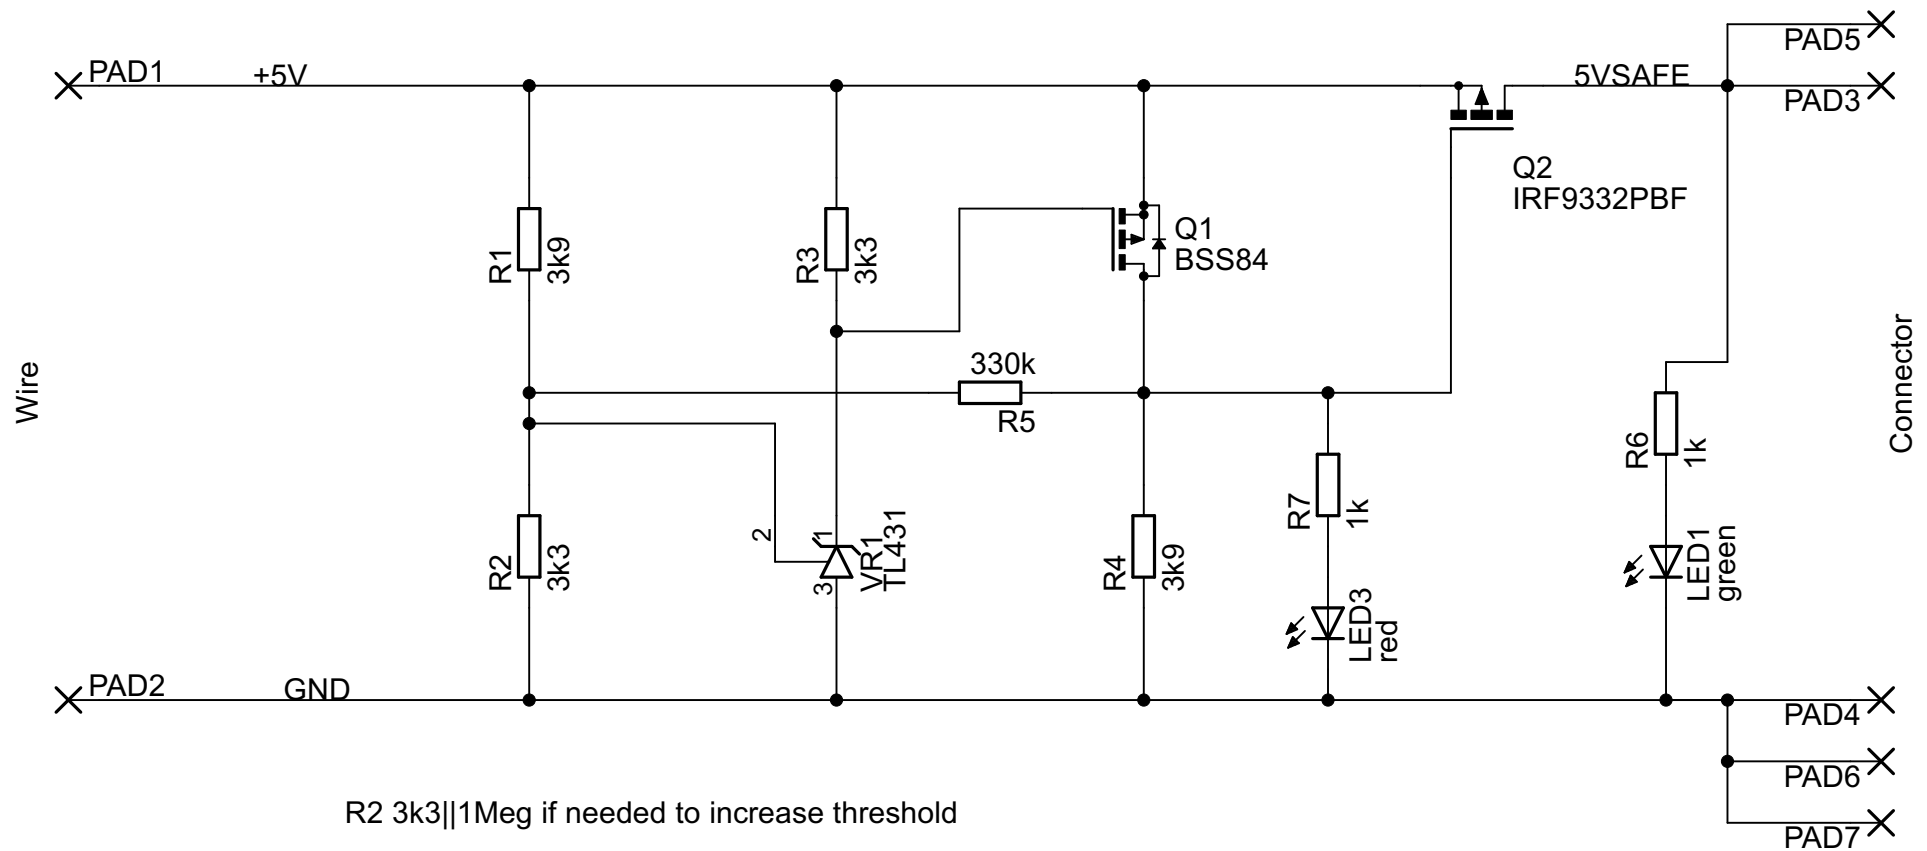 PAD5
PAD1
+5V
5VSAFE
PAD3
Q2
IRF9332PBF
R1
3k9
R3
3k3
Q1
BSS84
Wire
330k
R5
Connector
R6
1k
R7
1k
2
1
VR1
TL431
3
R2
3k3
R4
3k9
LED1
green
LED3
red
PAD2
GND
PAD4
PAD6
R2 3k3||1Meg if needed to increase threshold
PAD7